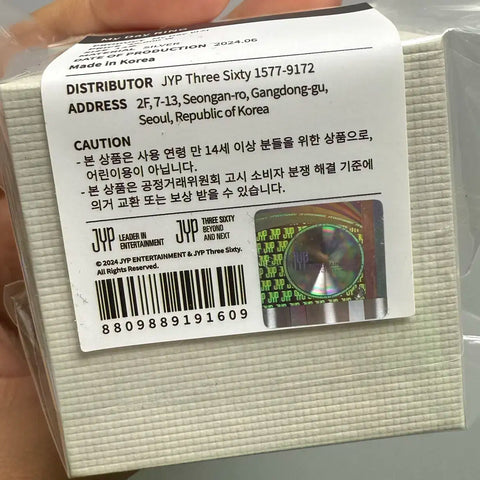 My Day
SILVER
DATE OF PRODUCTION 2024.06
Made in Korea
DISTRIBUTOR JYP Three Sixty 1577-9172
ADDRESS 2F, 7-13, Seongan-ro, Gangdong-gu,
Seoul, Republic of Korea
CAUTION
- 본 상품은 사용 연령 만 14세 이상 분들을 위한 상품으로,
어린이용이 아닙니다.
- 본 상품은 공정거래위원회 고시 소비자 분쟁 해결 기준에
의거 교환 또는 보상 받을 수 있습니다.
JYP LEADER IN ENTERTAINMENT JYP THREE SIXTY BEYOND AND NEXT
© 2024 JYP ENTERTAINMENT & JYP Three Sixty.
All Rights Reserved.
8809889191609
JYP JYP JYP